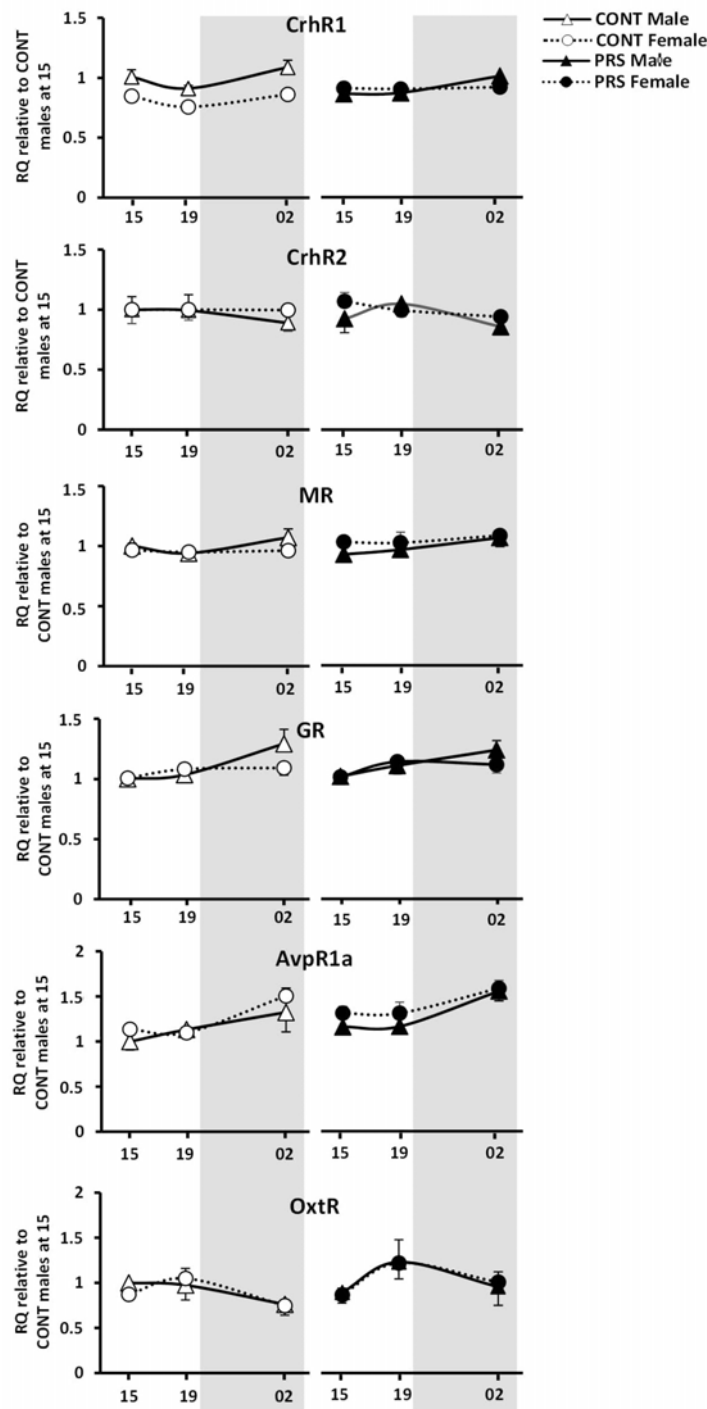 CrhR1
CONT Male
CONT Female
PRS Male
PRS Female
RQ relative to CONT
males at 15
1.5
1
0.5
0
15 19 02 15 19 02
CrhR2
RQ relative to CONT
males at 15
1.5
1
0.5
0
15 19 02 15 19 02
MR
RQ relative to
CONT males at 15
1.5
1
0.5
0
15 19 02 15 19 02
GR
RQ relative to
CONT males at 15
1.5
1
0.5
0
15 19 02 15 19 02
AvpR1a
RQ relative to
CONT males at 15
2
1.5
1
0.5
0
15 19 02 15 19 02
OxtR
RQ relative to
CONT males at 15
2
1.5
1
0.5
0
15 19 02 15 19 02